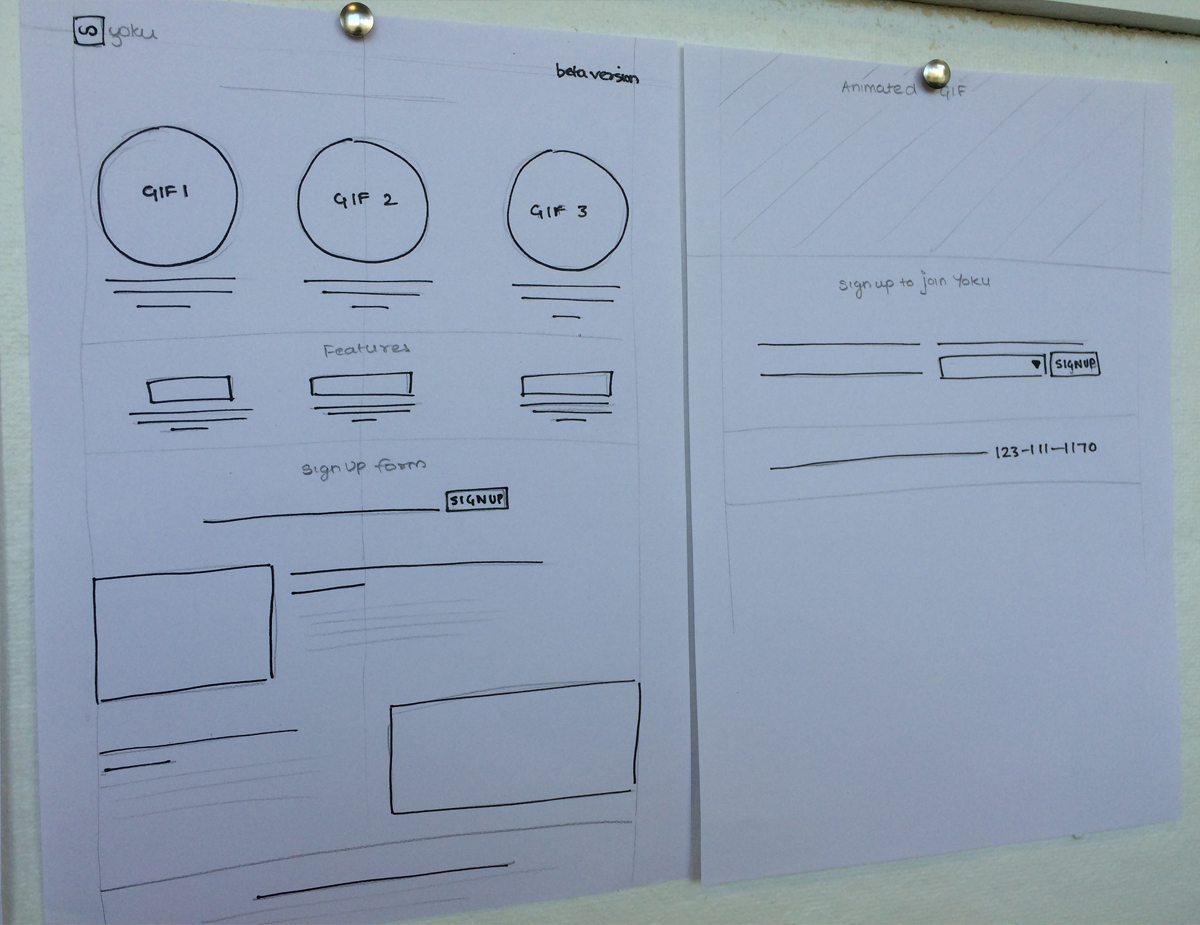 S yoku
beta version
GIF 1
GIF 2
GIF 3
Features
sign up form
SIGNUP
Animated GIF
sign up to join Yoku
SIGNUP
123-111-1170